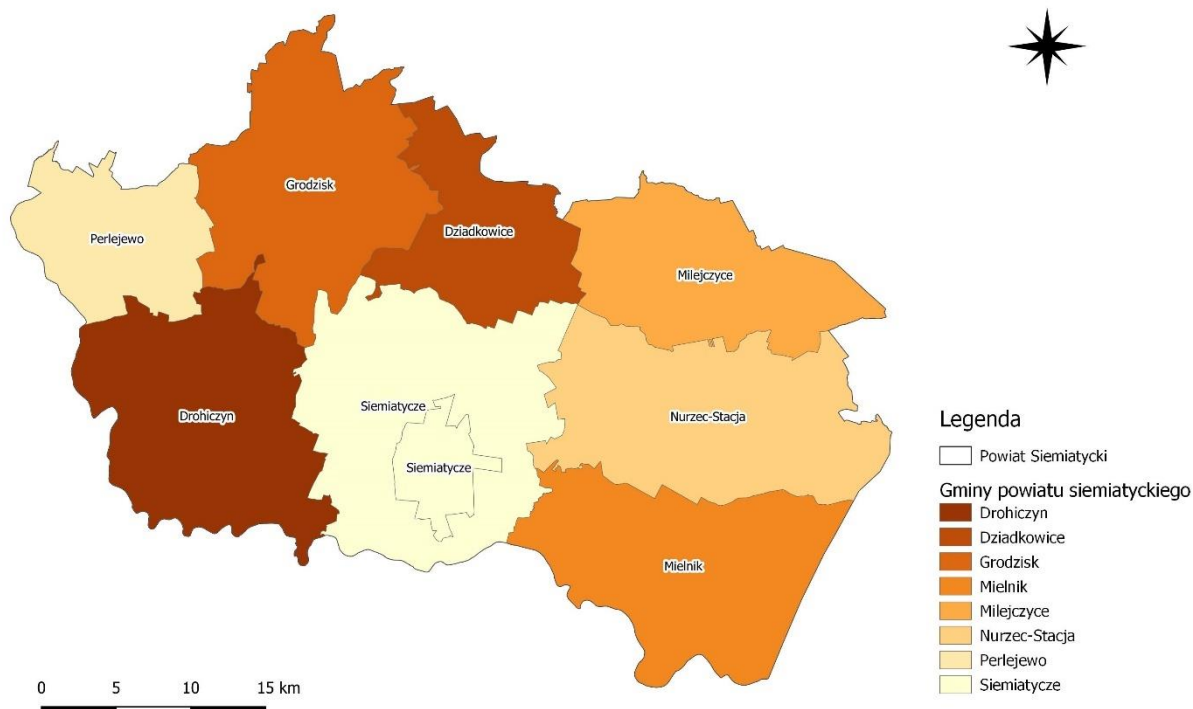 Grodzisk
Dziadkowice
Perlejewo
Milejczyce
Siemiatycze
Drohiczyn
Nurzec-Stacja
Siemiatycze
Mielnik
Legenda
Powiat Siemiatycki
Gminy powiatu siemiatyckiego
Drohiczyn
Dziadkowice
Grodzisk
Mielnik
Milejczyce
Nurzec-Stacja
Perlejewo
Siemiatycze
0 5 10 15 km